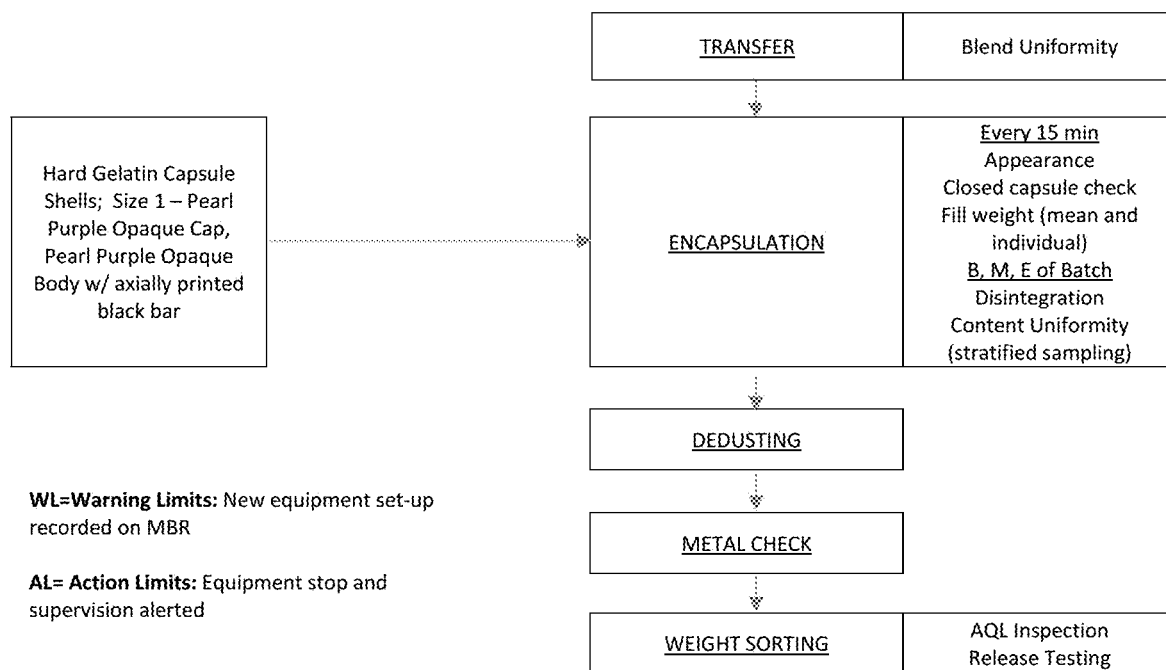 TRANSFER
Blend Uniformity
Hard Gelatin Capsule
Shells; Size 1 – Pearl
Purple Opaque Cap,
Pearl Purple Opaque
Body w/ axially printed
black bar
ENCAPSULATION
Every 15 min
Appearance
Closed capsule check
Fill weight (mean and
individual)
B, M, E of Batch
Disintegration
Content Uniformity
(stratified sampling)
DEDUSTING
WL=Warning Limits: New equipment set-up
recorded on MBR
METAL CHECK
AL= Action Limits: Equipment stop and
supervision alerted
WEIGHT SORTING
AQL Inspection
Release Testing